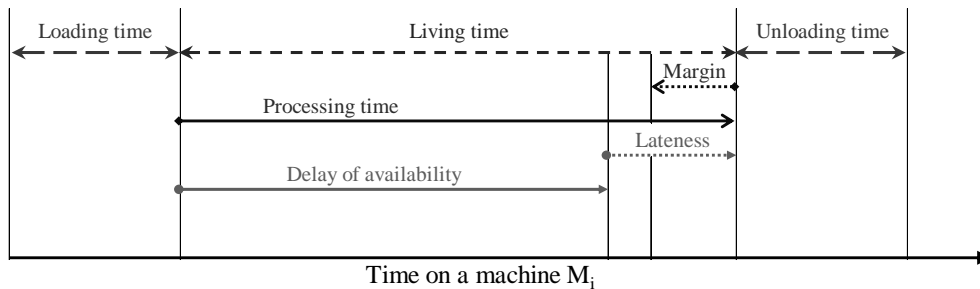 Loading time
Living time
Unloading time
Margin
Processing time
Lateness
Delay of availability
Time on a machine Mi